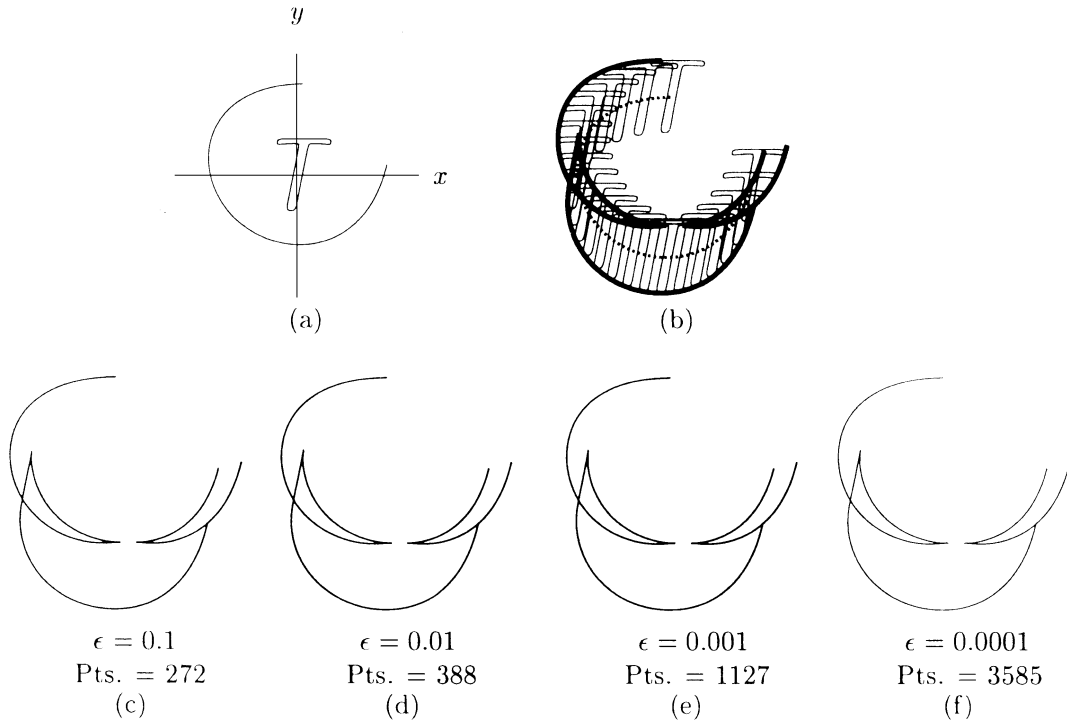 y
x
(a)
(b)
ϵ = 0.1
Pts. = 272
(c)
ϵ = 0.01
Pts. = 388
(d)
ϵ = 0.001
Pts. = 1127
(e)
ϵ = 0.0001
Pts. = 3585
(f)